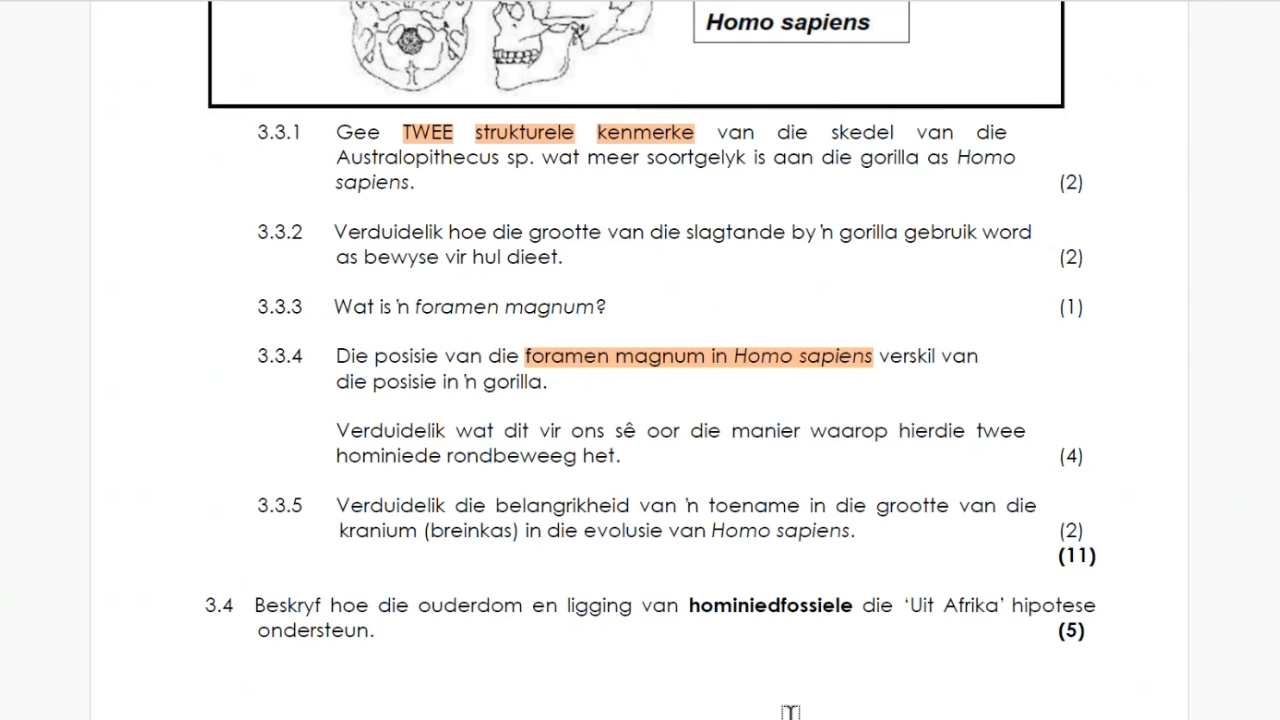 Homo sapiens
3.3.1 Gee TWEE strukturele kenmerke van die skedel van die
Australopithecus sp. wat meer soortgelyk is aan die gorilla as Homo
sapiens. (2)
3.3.2 Verduidelik hoe die grootte van die slagtande by 'n gorilla gebruik word
as bewyse vir hul dieet. (2)
3.3.3 Wat is 'n foramen magnum? (1)
3.3.4 Die posisie van die foramen magnum in Homo sapiens verskil van
die posisie in 'n gorilla.
Verduidelik wat dit vir ons sê oor die manier waarop hierdie twee
hominiede rondbeweeg het. (4)
3.3.5 Verduidelik die belangrikheid van 'n toename in die grootte van die
kranium (breinkas) in die evolusie van Homo sapiens. (2)
(11)
3.4 Beskryf hoe die ouderdom en ligging van hominiedfossiele die ‘Uit Afrika’ hipotese
ondersteun. (5)